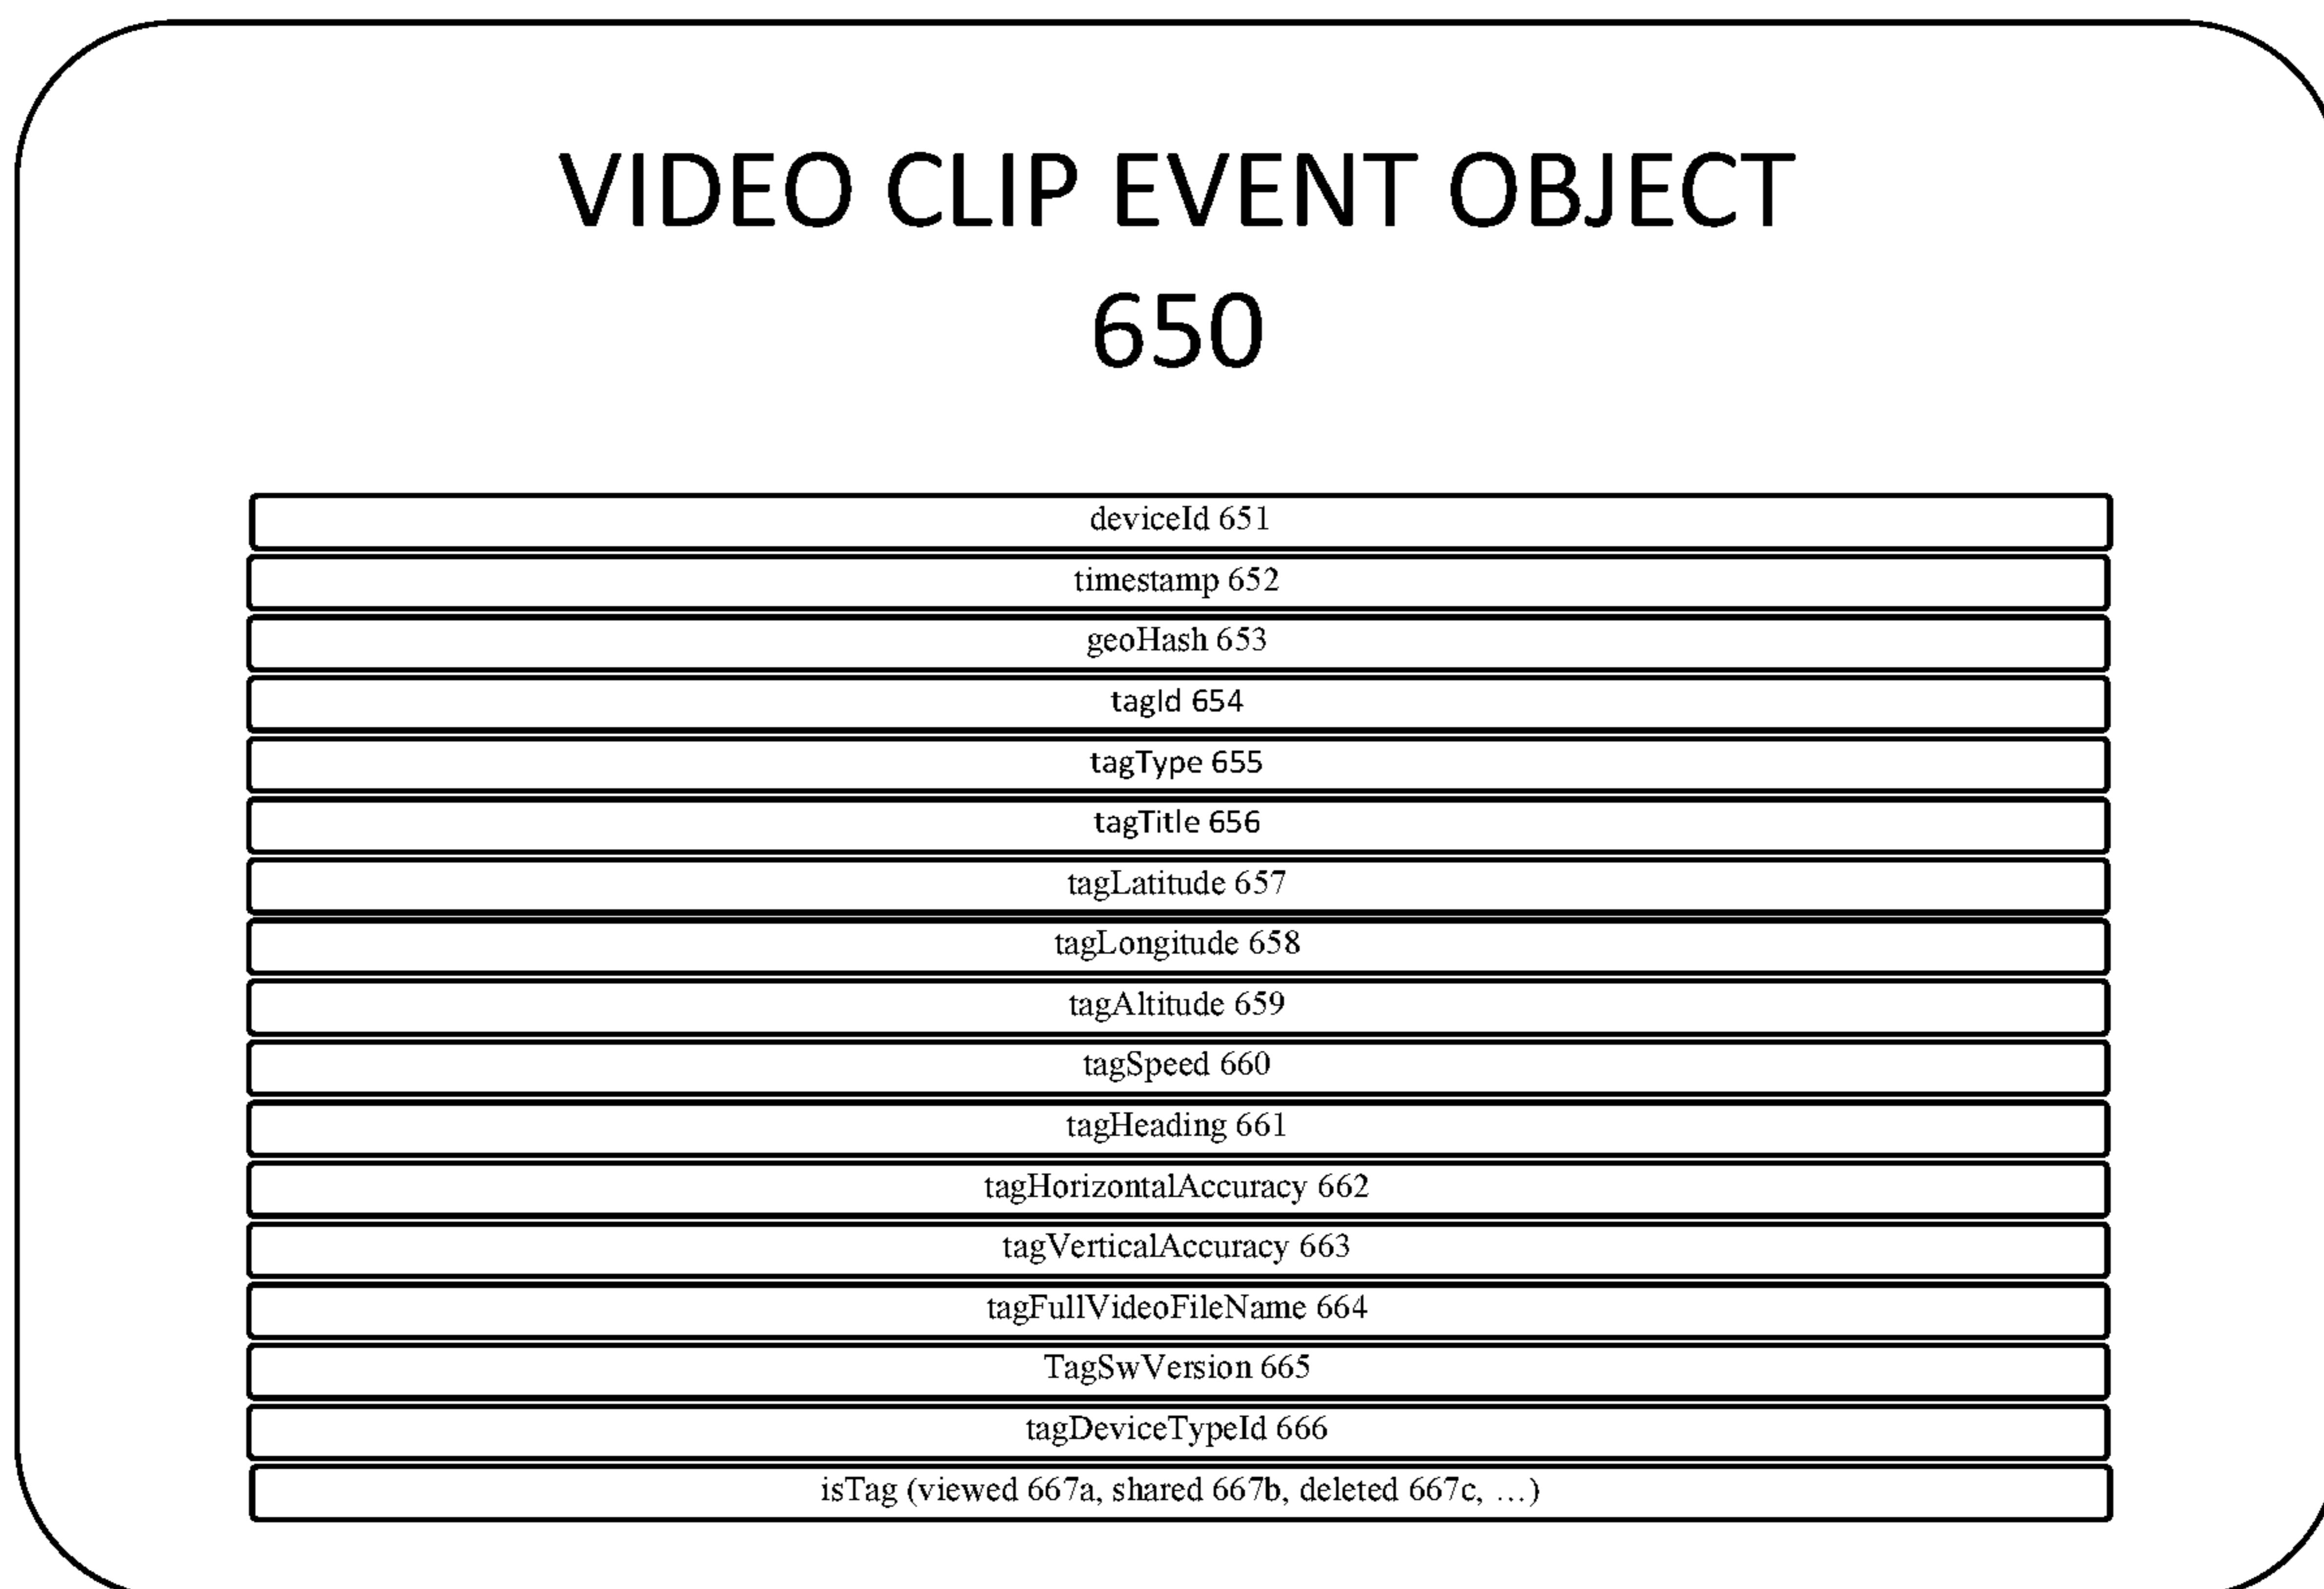 VIDEO CLIP EVENT OBJECT
650
deviceId 651
timestamp 652
geoHash 653
tagId 654
tagType 655
tagTitle 656
tagLatitude 657
tagLongitude 658
tagAltitude 659
tagSpeed 660
tagHeading 661
tagHorizontalAccuracy 662
tagVerticalAccuracy 663
tagFullVideoFileName 664
TagSwVersion 665
tagDeviceTypeId 666
isTag (viewed 667a, shared 667b, deleted 667c, …)